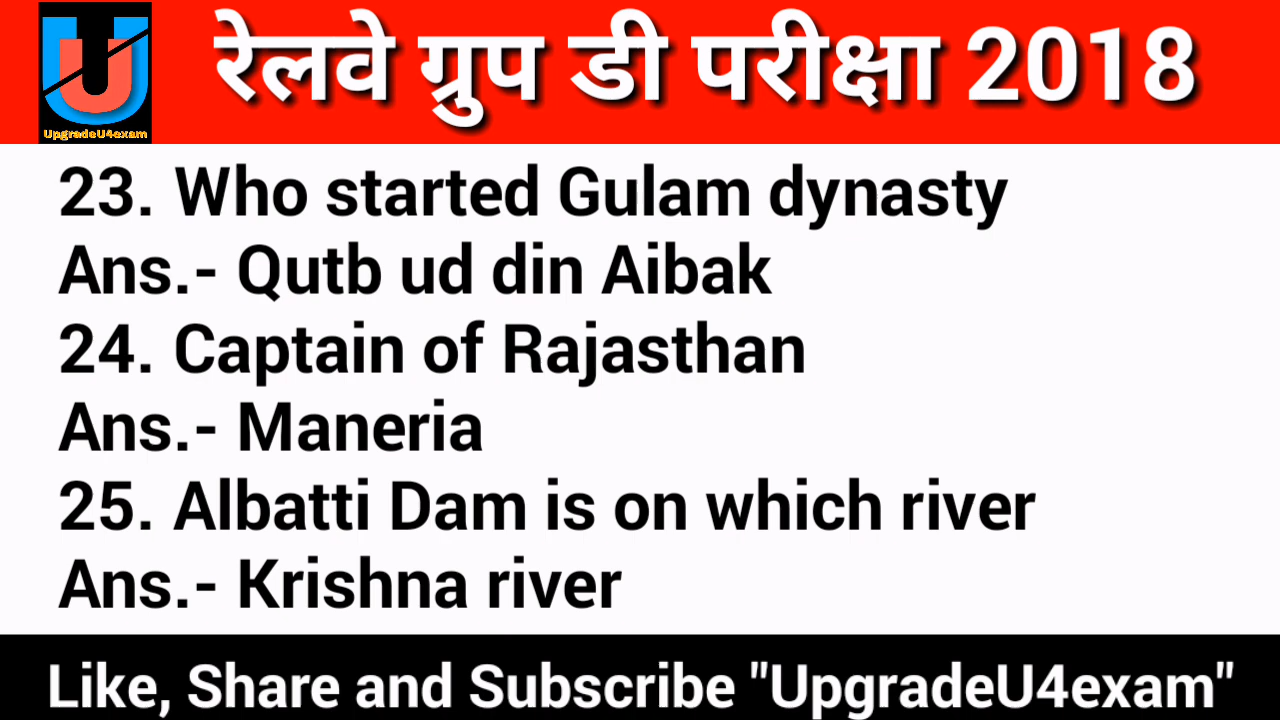 UpgradeU4exam
रेलवे ग्रुप डी परीक्षा 2018
23. Who started Gulam dynasty
Ans.- Qutb ud din Aibak
24. Captain of Rajasthan
Ans.- Maneria
25. Albatti Dam is on which river
Ans.- Krishna river
Like, Share and Subscribe "UpgradeU4exam"